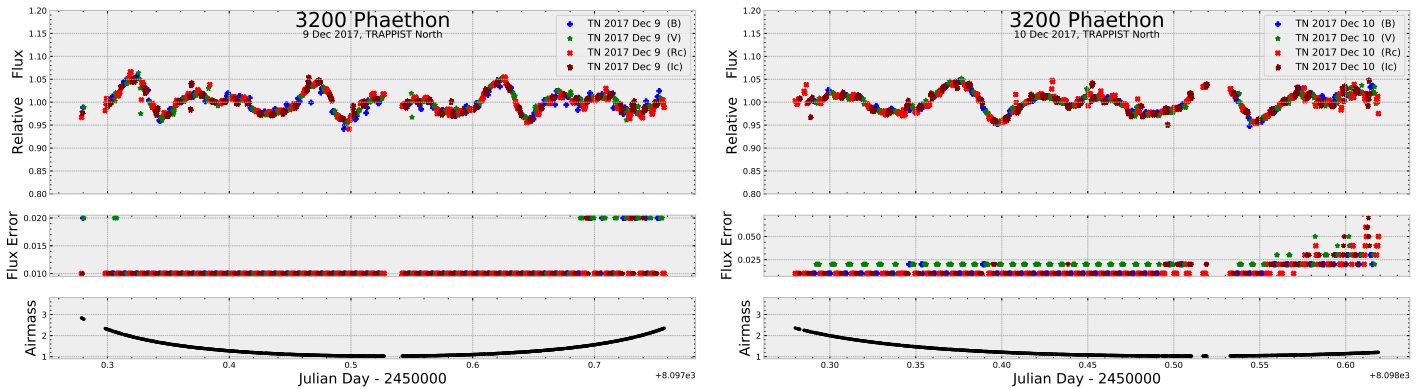 3200 Phaethon
9 Dec 2017, TRAPPIST North
TN 2017 Dec 9 (B)
TN 2017 Dec 9 (V)
TN 2017 Dec 9 (Rc)
TN 2017 Dec 9 (Ic)
Relative Flux
1.20
1.15
1.10
1.05
1.00
0.95
0.90
0.85
0.80
Flux Error
0.020
0.015
0.010
Airmass
3
2
1
0.3 0.4 0.5 0.6 0.7
+8.097e3
Julian Day - 2450000
3200 Phaethon
10 Dec 2017, TRAPPIST North
TN 2017 Dec 10 (B)
TN 2017 Dec 10 (V)
TN 2017 Dec 10 (Rc)
TN 2017 Dec 10 (Ic)
Relative Flux
1.20
1.15
1.10
1.05
1.00
0.95
0.90
0.85
0.80
Flux Error
0.050
0.025
Airmass
3
2
1
0.30 0.35 0.40 0.45 0.50 0.55 0.60
+8.098e3
Julian Day - 2450000